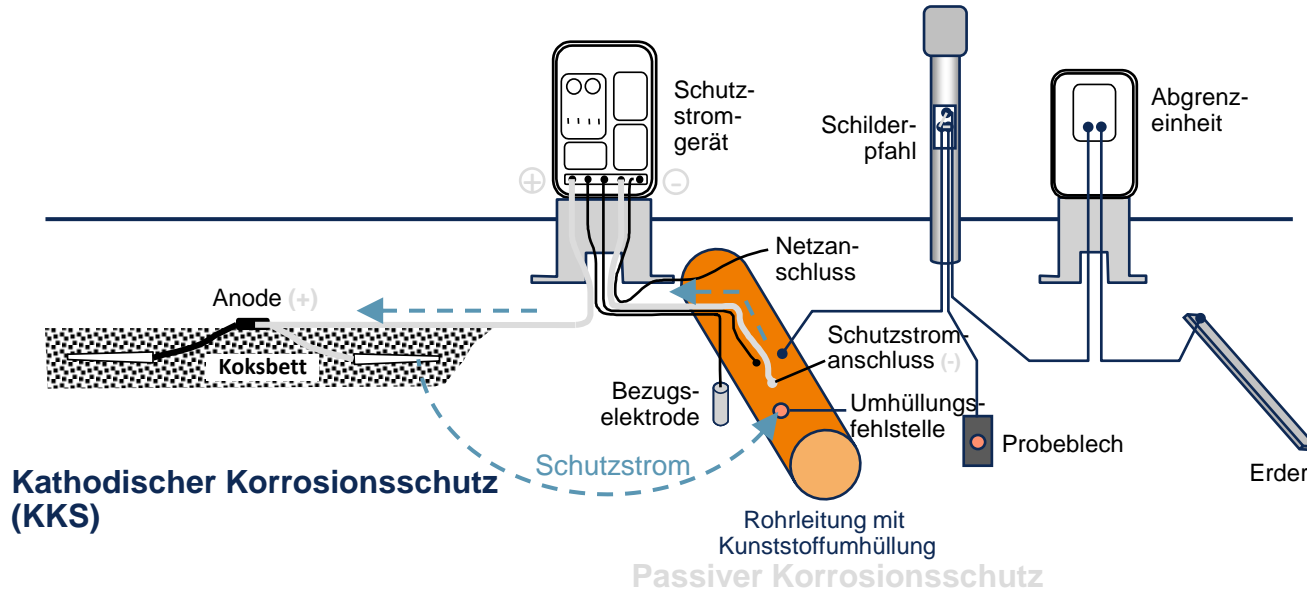 Schutz-
strom-
gerät
Schilder-
pfahl
Abgrenz-
einheit
+
-
Netzan-
schluss
Anode (+)
Koksbett
Schutzstrom-
anschluss (-)
Bezugs-
elektrode
Umhüllungs-
fehlstelle
Probeblech
Erder
Schutzstrom
Kathodischer Korrosionsschutz
(KKS)
Rohrleitung mit
Kunststoffumhüllung
Passiver Korrosionsschutz